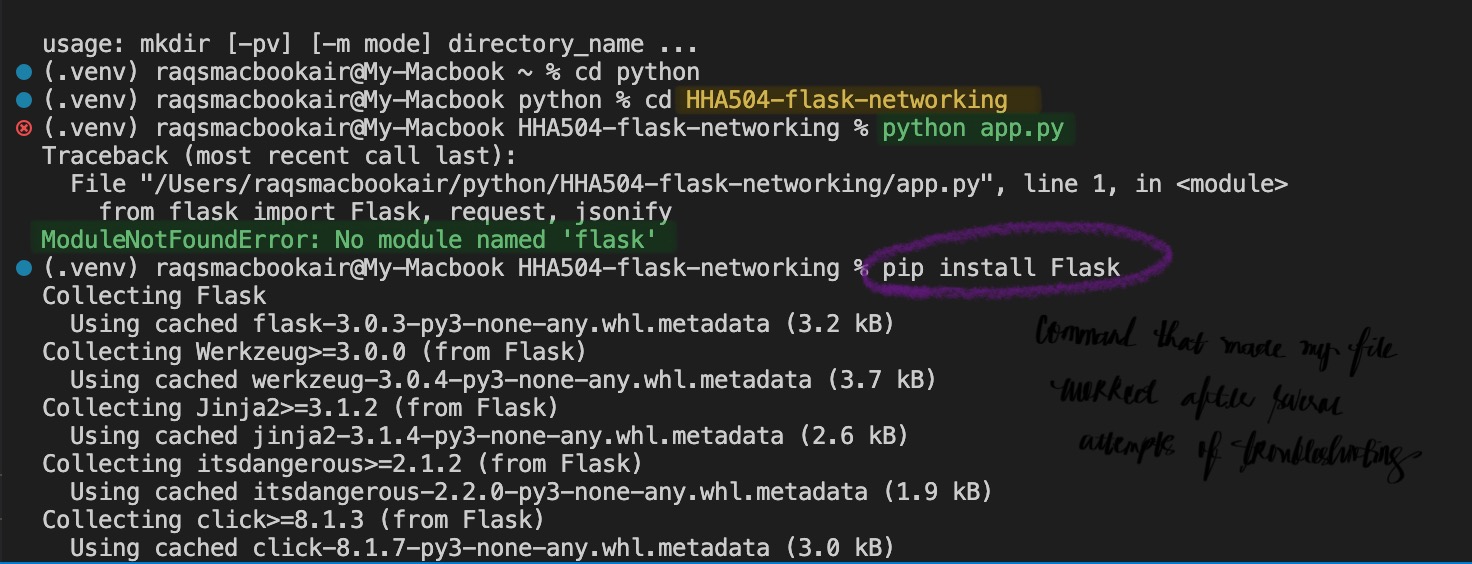 usage: mkdir [-pv] [-m mode] directory_name ...
(.venv) raqsmacbookair@My-Macbook ~ % cd python
(.venv) raqsmacbookair@My-Macbook python % cd HHA504-flask-networking
(.venv) raqsmacbookair@My-Macbook HHA504-flask-networking % python app.py
Traceback (most recent call last):
File "/Users/raqsmacbookair/python/HHA504-flask-networking/app.py", line 1, in <module>
from flask import Flask, request, jsonify
ModuleNotFoundError: No module named 'flask'
(.venv) raqsmacbookair@My-Macbook HHA504-flask-networking % pip install Flask
Collecting Flask
Using cached flask-3.0.3-py3-none-any.whl.metadata (3.2 kB)
Collecting Werkzeug>=3.0.0 (from Flask)
Using cached werkzeug-3.0.4-py3-none-any.whl.metadata (3.7 kB)
Collecting Jinja2>=3.1.2 (from Flask)
Using cached jinja2-3.1.4-py3-none-any.whl.metadata (2.6 kB)
Collecting itsdangerous>=2.1.2 (from Flask)
Using cached itsdangerous-2.2.0-py3-none-any.whl.metadata (1.9 kB)
Collecting click>=8.1.3 (from Flask)
Using cached click-8.1.7-py3-none-any.whl.metadata (3.0 kB)
Command that made my file
worked after several
attempts of troubleshooting